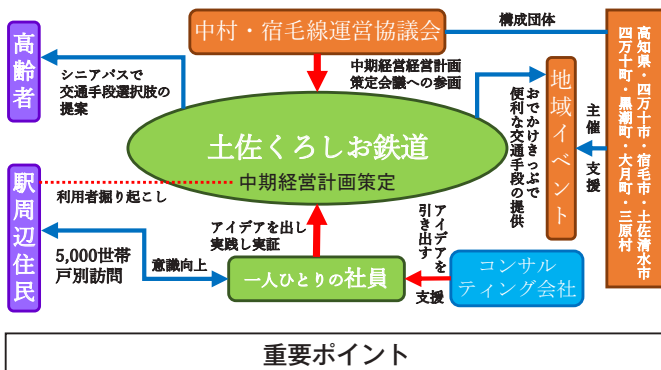 高齢者
シニアパスで
交通手段選択肢の
提案
中村・宿毛線運営協議会
構成団体
中期経営経営計画
策定会議への参画
高知県・四万十市・宿毛市・土佐清水市
四万十町・黒潮町・大月町・三原村
地域イベント
主催
支援
おでかけきっぷで
便利な交通手段の提供
土佐くろしお鉄道
中期経営計画策定
駅周辺住民
利用者掘り起こし
5,000世帯
戸別訪問
意識向上
アイデアを出し
実践し実証
一人ひとりの社員
アイデアを
引き出す
支援
コンサル
ティング会社
重要ポイント